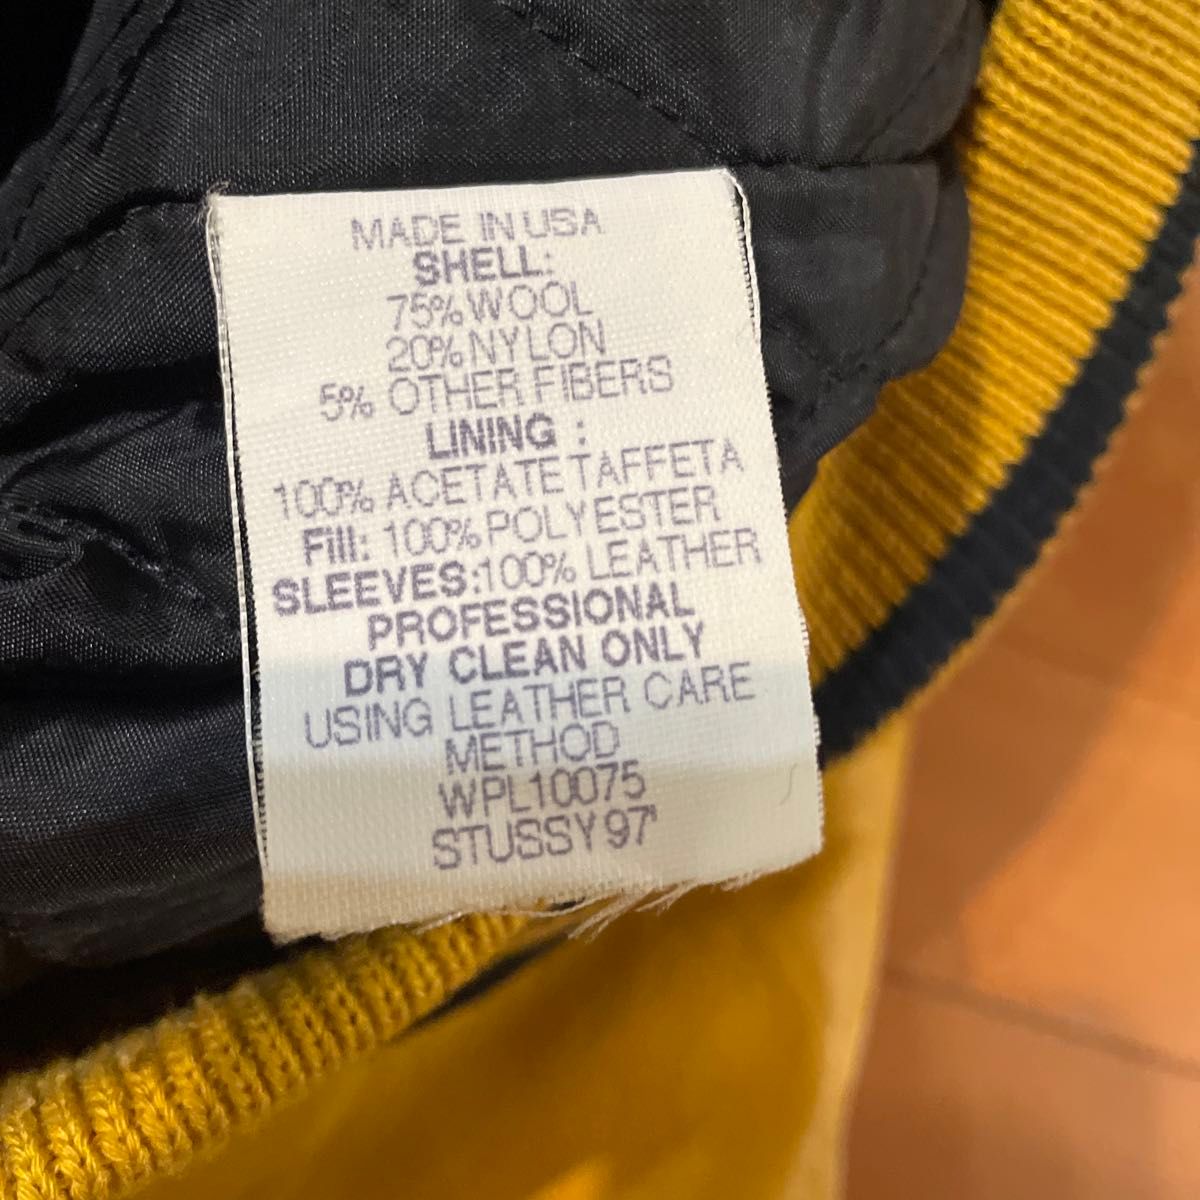 MADE IN USA
SHELL:
75% WOOL
20% NYLON
5% OTHER FIBERS
LINING :
100% ACETATE TAFFETA
Fill: 100% POLYESTER
SLEEVES: 100% LEATHER
PROFESSIONAL
DRY CLEAN ONLY
USING LEATHER CARE
METHOD
WPL10075
STUSSY 97'